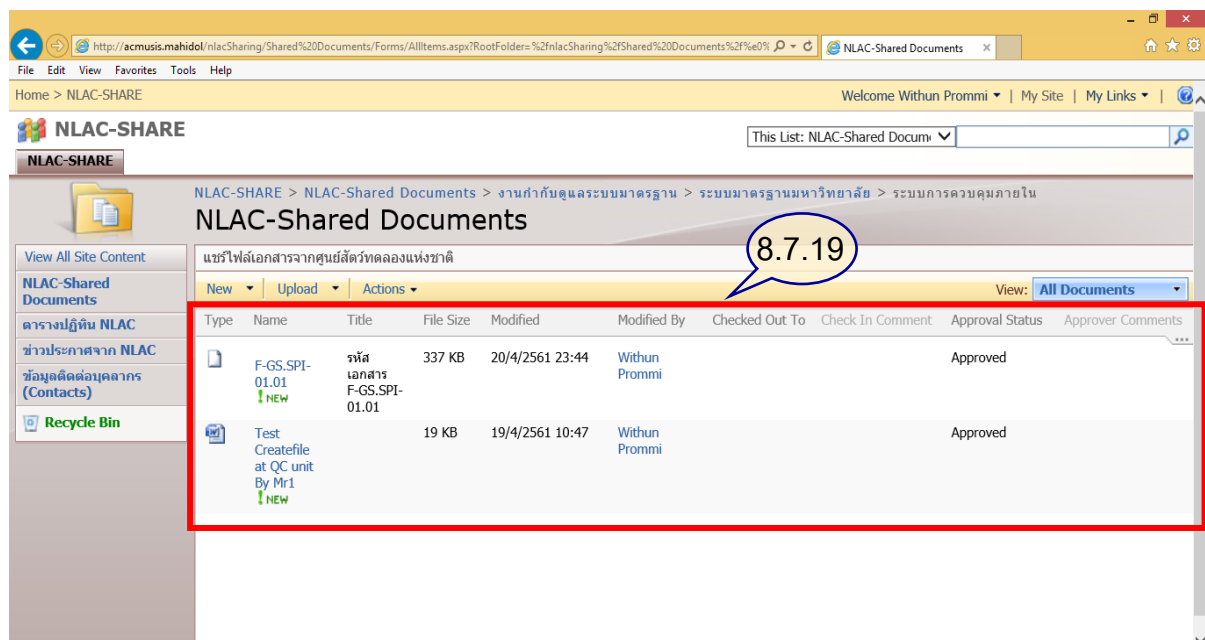 http://acmusis.mahidol/nlacSharing/Shared%20Documents/Forms/AllItems.aspx?RootFolder=%2fnlacSharing%2fShared%20Documents%2f%e0%
NLAC-Shared Documents
File Edit View Favorites Tools Help
Home > NLAC-SHARE
Welcome Withun Prommi | My Site | My Links |
NLAC-SHARE
This List: NLAC-Shared Docum
NLAC-SHARE
NLAC-SHARE > NLAC-Shared Documents > งานกำกับดูแลระบบมาตรฐาน > ระบบมาตรฐานมหาวิทยาลัย > ระบบการควบคุมภายใน
NLAC-Shared Documents
8.7.19
View All Site Content
แชร์ไฟล์เอกสารจากศูนย์สัตว์ทดลองแห่งชาติ
NLAC-Shared
Documents
New Upload Actions
View: All Documents
ตารางปฏิทิน NLAC
ข่าวประกาศจาก NLAC
ข้อมูลติดต่อบุคลากร
(Contacts)
Recycle Bin
Type Name Title File Size Modified Modified By Checked Out To Check In Comment Approval Status Approver Comments
F-GS.SPI-
01.01
! NEW
รหัส
เอกสาร
F-GS.SPI-
01.01
337 KB
20/4/2561 23:44
Withun
Prommi
Approved
Test
Createfile
at QC unit
By Mr1
! NEW
19 KB
19/4/2561 10:47
Withun
Prommi
Approved